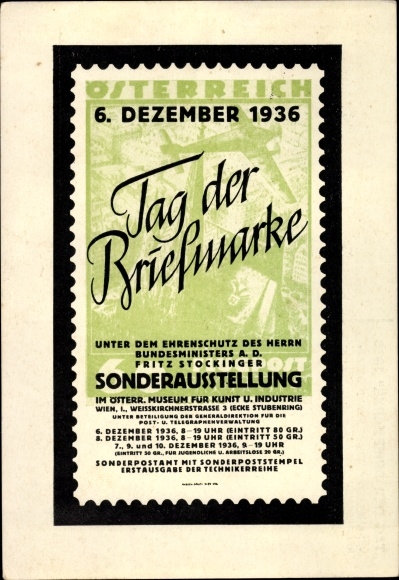 ÖSTERREICH
6. DEZEMBER 1936
Tag der
Briefmarke
UNTER DEM EHRENSCHUTZ DES HERRN
BUNDESMINISTERS A. D.
FRITZ STOCKINGER
SONDERAUSSTELLUNG
IM ÖSTERR. MUSEUM FÜR KUNST U. INDUSTRIE
WIEN, I., WEISSKIRCHNERSTRASSE 3 (ECKE STUBENRING)
UNTER BETEILIGUNG DER GENERALDIREKTION FÜR DIE
POST- U. TELEGRAPHENVERWALTUNG
6. DEZEMBER 1936, 8–19 UHR (EINTRITT 80 GR.)
8. DEZEMBER 1936, 8–19 UHR (EINTRITT 50 GR.)
7., 9. und 10. DEZEMBER 1936, 9–19 UHR
(EINTRITT 50 GR., FÜR JUGENDLICHE U. ARBEITSLOSE 20 GR.)
SONDERPOSTAMT MIT SONDERPOSTSTEMPEL
ERSTAUSGABE DER TECHNIKERREIHE